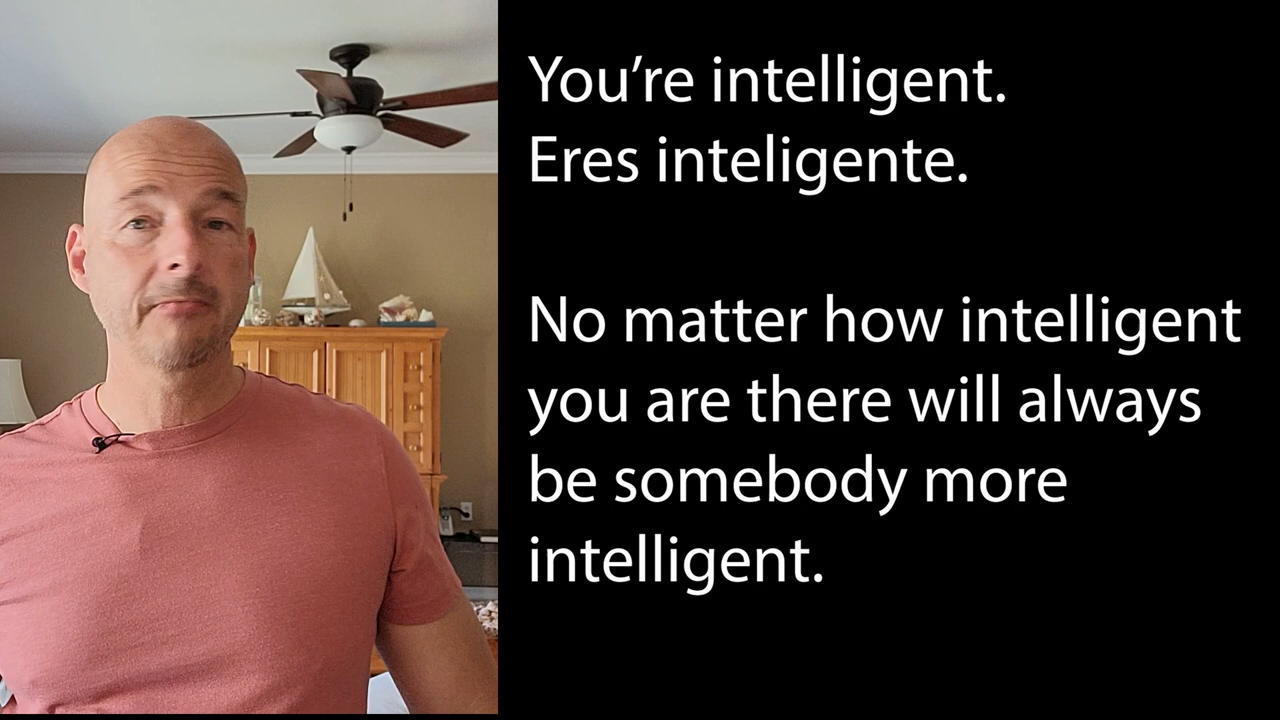 You’re intelligent.
Eres inteligente.
No matter how intelligent
you are there will always
be somebody more
intelligent.